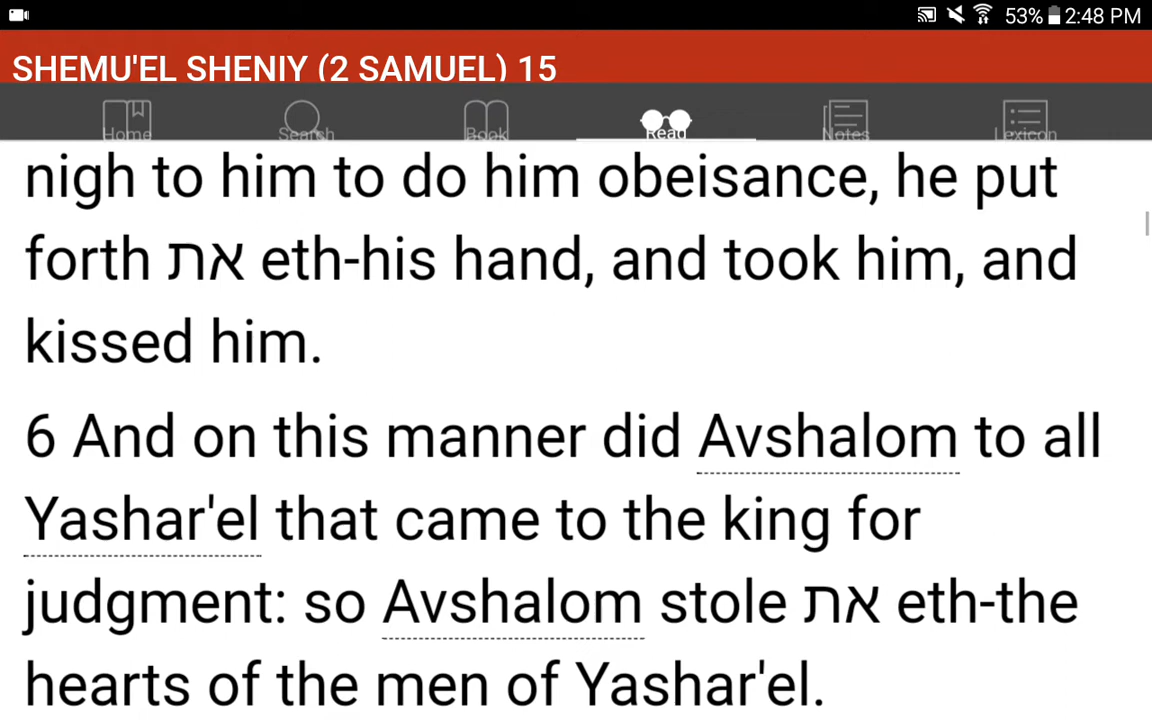 53% 2:48 PM
SHEMU'EL SHENIY (2 SAMUEL) 15
Home Search Book Read Notes Lexicon
nigh to him to do him obeisance, he put
forth את eth-his hand, and took him, and
kissed him.
6 And on this manner did Avshalom to all
Yashar'el that came to the king for
judgment: so Avshalom stole את eth-the
hearts of the men of Yashar'el.